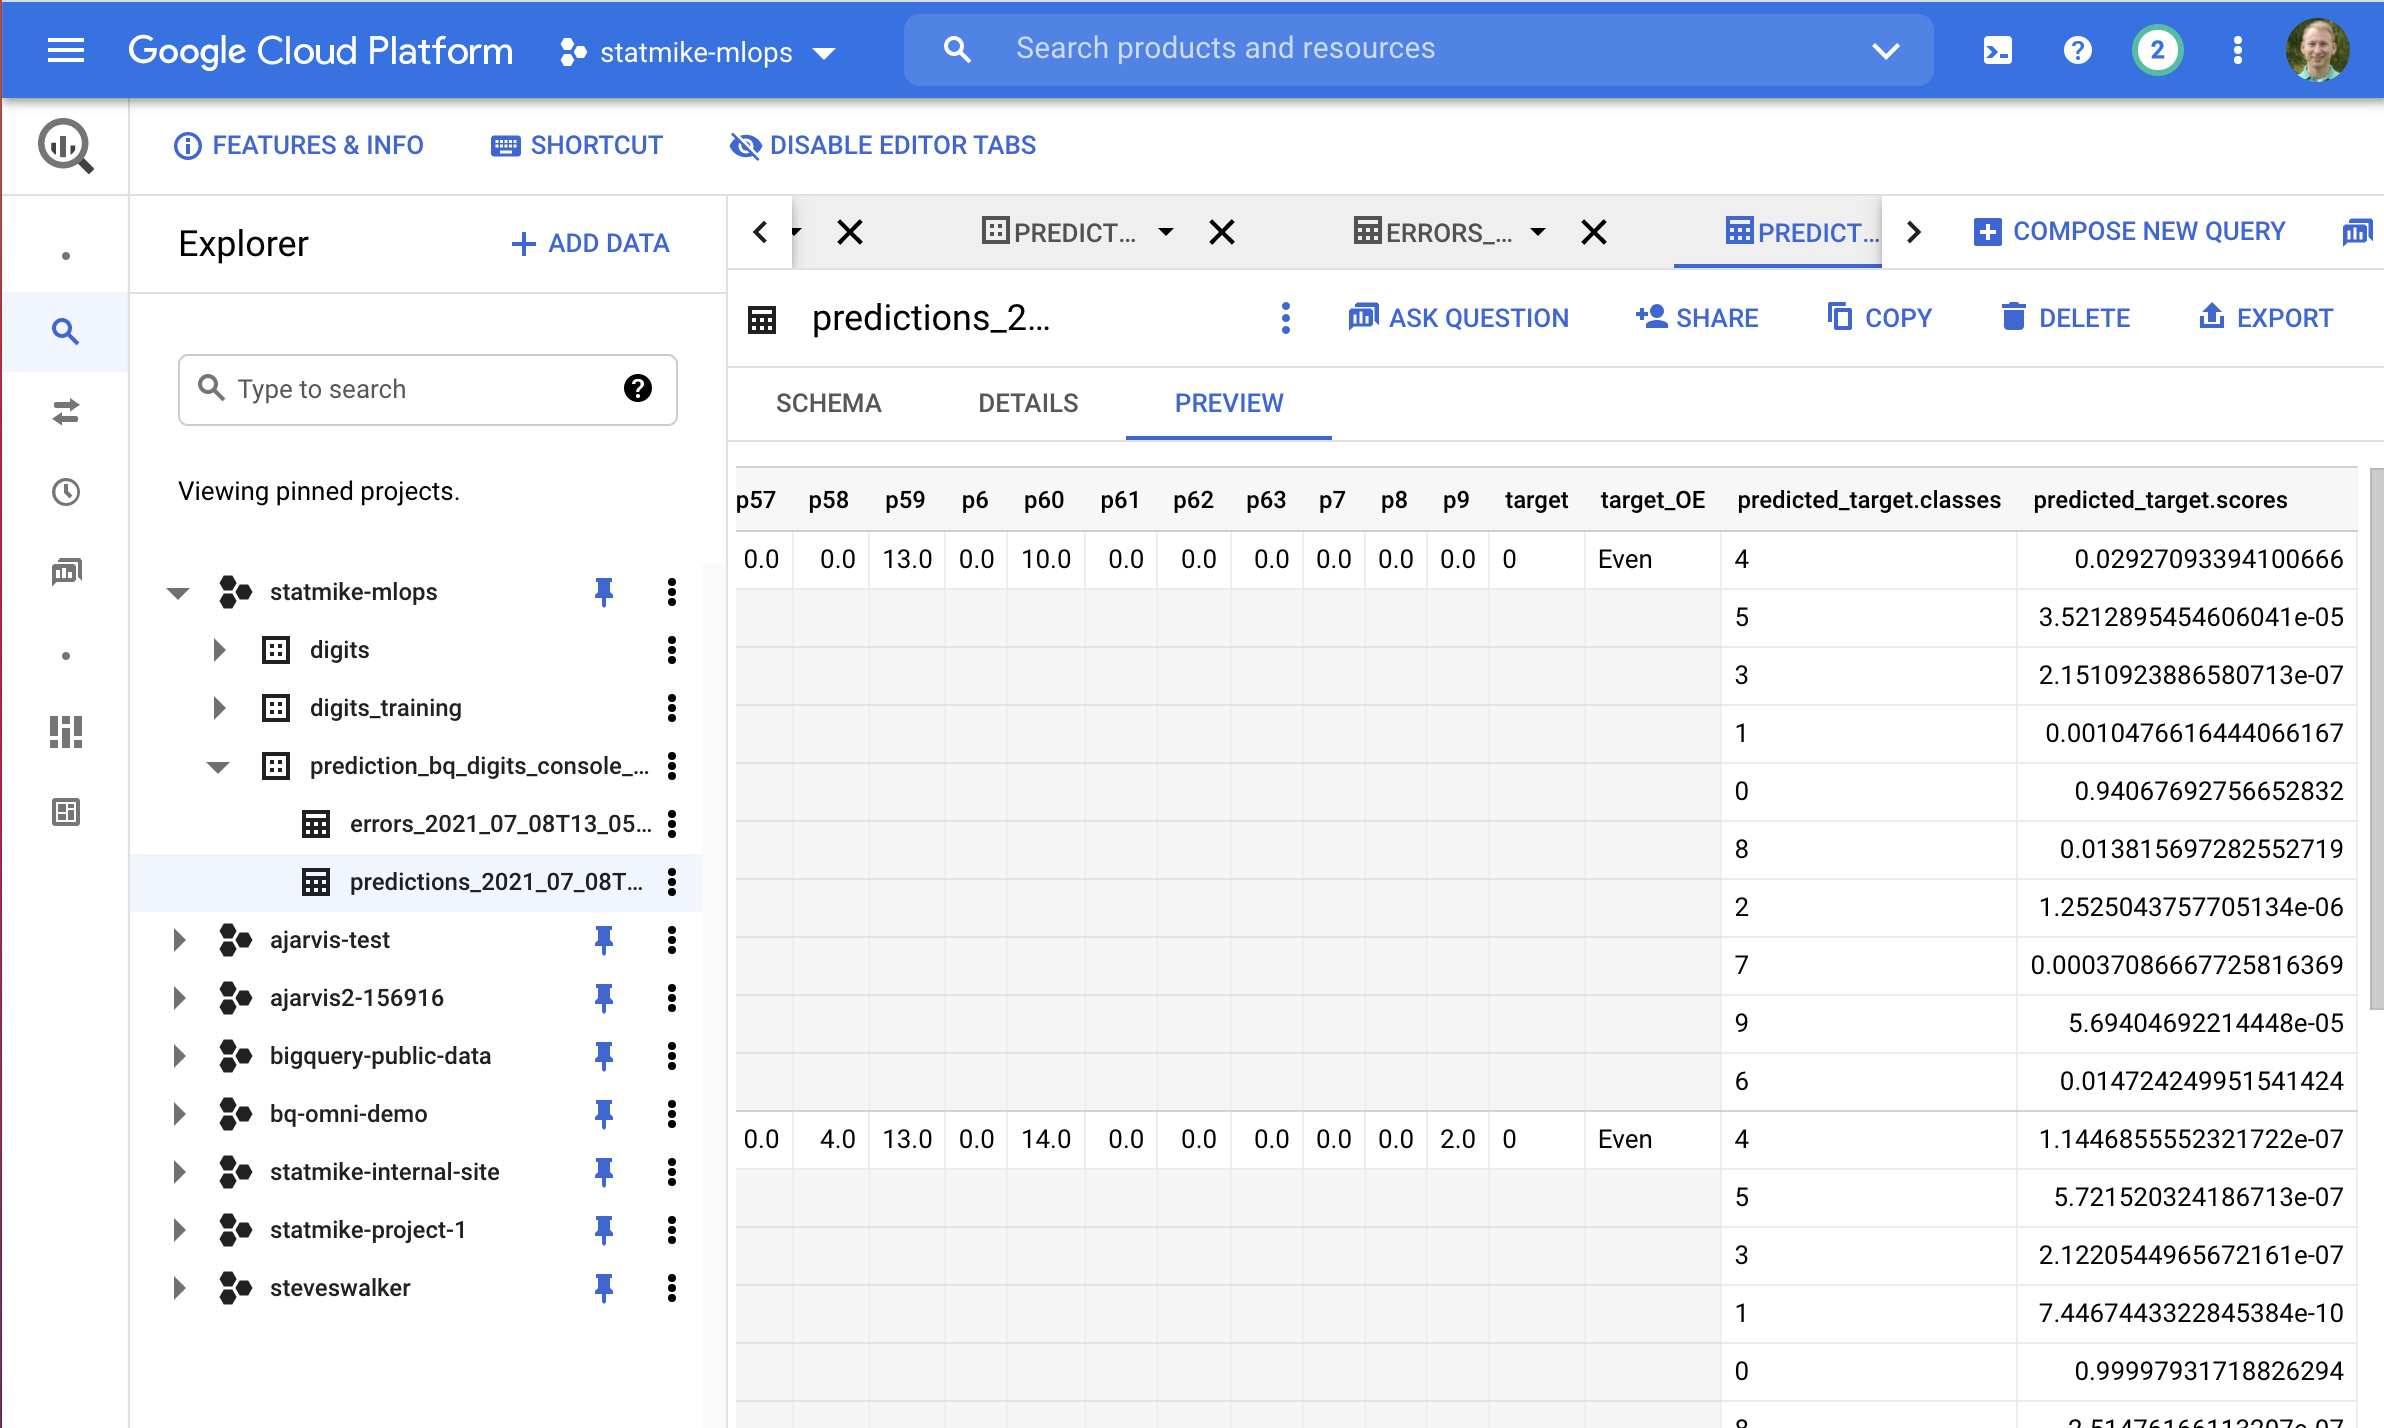 Google Cloud Platform statmike-mlops Search products and resources 2
FEATURES & INFO SHORTCUT DISABLE EDITOR TABS
Explorer + ADD DATA
PREDICT... ERRORS_... PREDICT... COMPOSE NEW QUERY
predictions_2... ASK QUESTION SHARE COPY DELETE EXPORT
Type to search
SCHEMA DETAILS PREVIEW
Viewing pinned projects.
statmike-mlops
digits
digits_training
prediction_bq_digits_console_...
errors_2021_07_08T13_05...
predictions_2021_07_08T...
ajarvis-test
ajarvis2-156916
bigquery-public-data
bq-omni-demo
statmike-internal-site
statmike-project-1
steveswalker
p57 p58 p59 p6 p60 p61 p62 p63 p7 p8 p9 target target_OE predicted_target.classes predicted_target.scores
0.0 0.0 13.0 0.0 10.0 0.0 0.0 0.0 0.0 0.0 0.0 0 Even 4 0.02927093394100666
5 3.5212895454606041e-05
3 2.1510923886580713e-07
1 0.0010476616444066167
0 0.94067692756652832
8 0.013815697282552719
2 1.2525043757705134e-06
7 0.00037086667725816369
9 5.69404692214448e-05
6 0.014724249951541424
0.0 4.0 13.0 0.0 14.0 0.0 0.0 0.0 0.0 0.0 2.0 0 Even 4 1.1446855552321722e-07
5 5.721520324186713e-07
3 2.1220544965672161e-07
1 7.4467443322845384e-10
0 0.99997931718826294